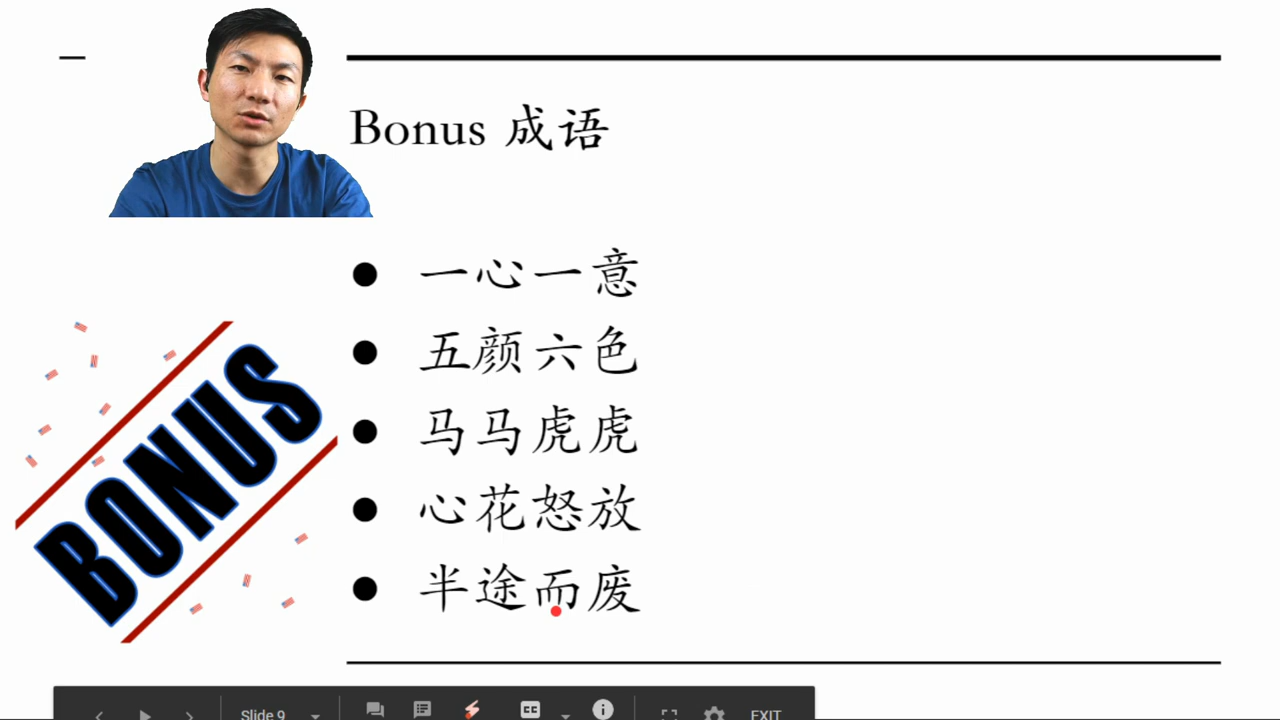 Bonus 成语
● 一心一意
● 五颜六色
● 马马虎虎
● 心花怒放
● 半途而废
BONUS
Slide 9
CC
EXIT